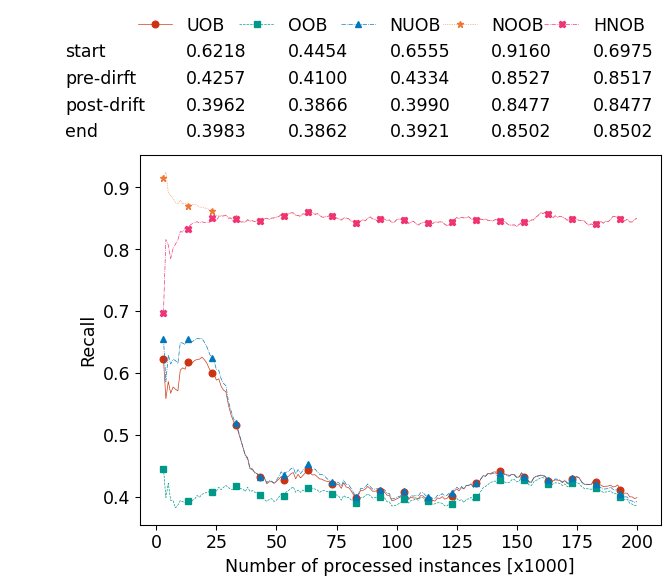 UOB OOB NUOB NOOB HNOB
start 0.6218 0.4454 0.6555 0.9160 0.6975
pre-dirft 0.4257 0.4100 0.4334 0.8527 0.8517
post-drift 0.3962 0.3866 0.3990 0.8477 0.8477
end 0.3983 0.3862 0.3921 0.8502 0.8502
0.9
0.8
0.7
0.6
0.5
0.4
Recall
0 25 50 75 100 125 150 175 200
Number of processed instances [x1000]